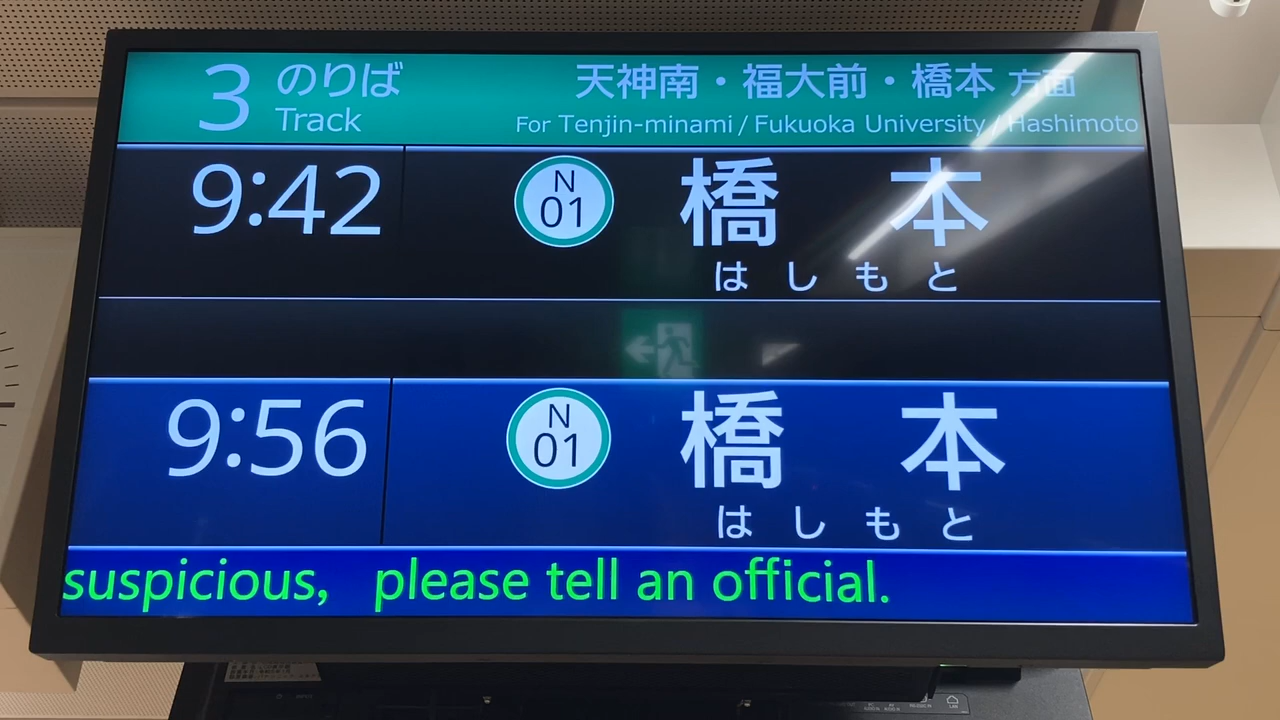 3 のりば 天神南・福大前・橋本 方面
Track For Tenjin-minami / Fukuoka University / Hashimoto
9:42 N 01 橋本
はしもと
9:56 N 01 橋本
はしもと
suspicious, please tell an official.